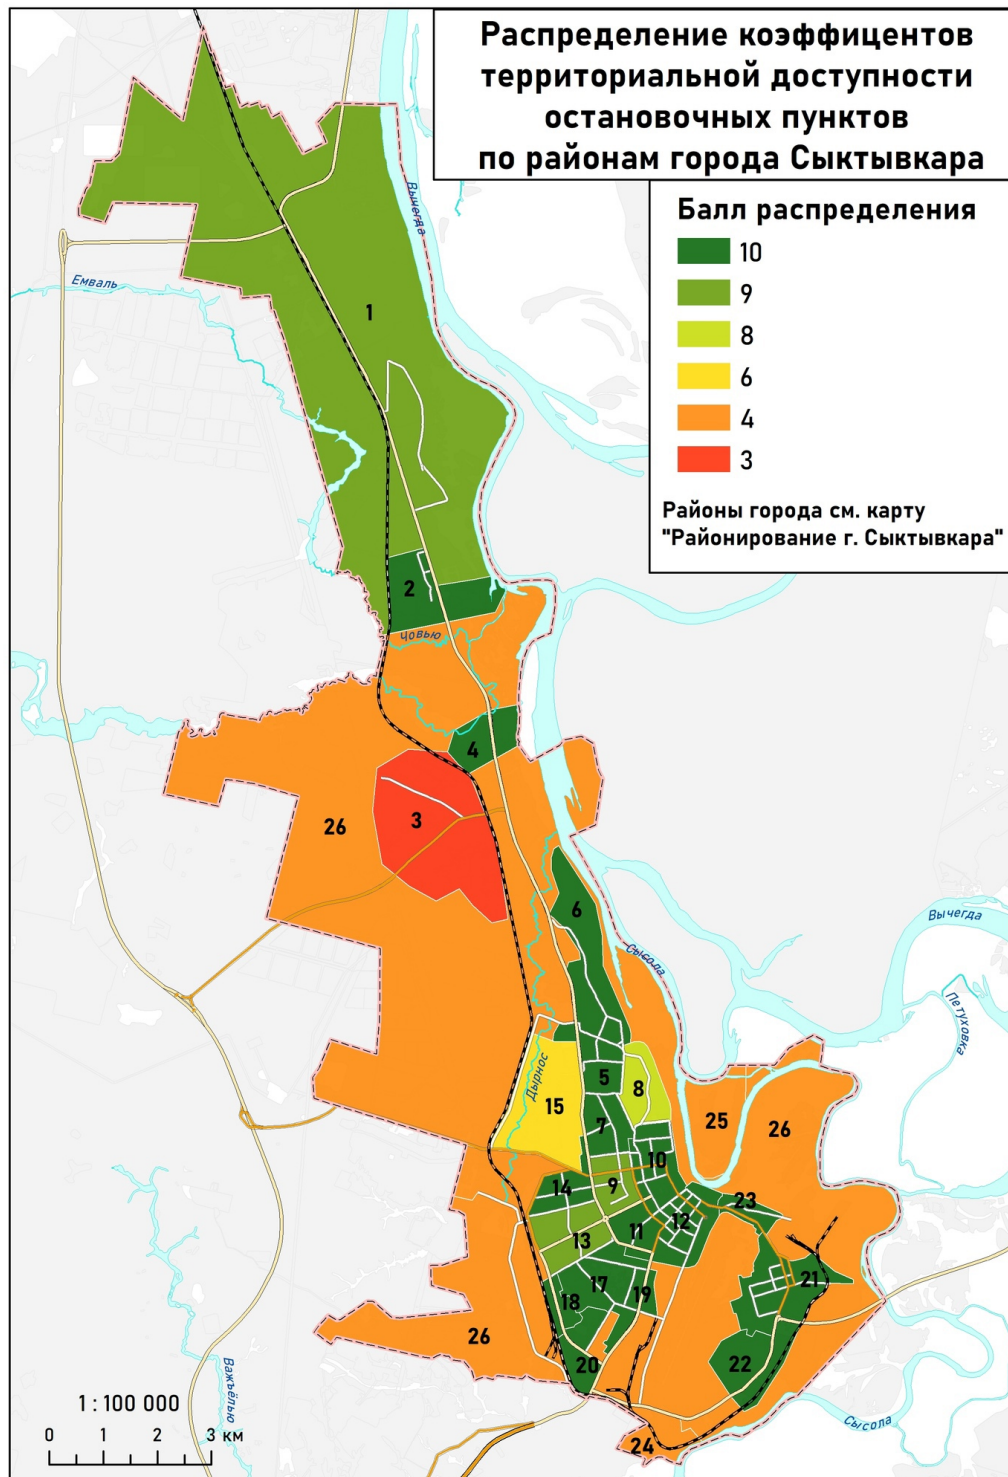 Распределение коэффицентов
территориальной доступности
остановочных пунктов
по районам города Сыктывкара
Балл распределения
10
9
8
6
4
3
Районы города см. карту
"Районирование г. Сыктывкара"
Вычегда
Емваль
1
2
Човью
4
3
26
6
Сысола
Вычегда
Петуховка
Дырнос
5
8
15
7
25
26
10
14
9
23
12
11
13
21
17
18
19
26
20
22
24
Важъёлью
Сысола
1 : 100 000
0 1 2 3 км